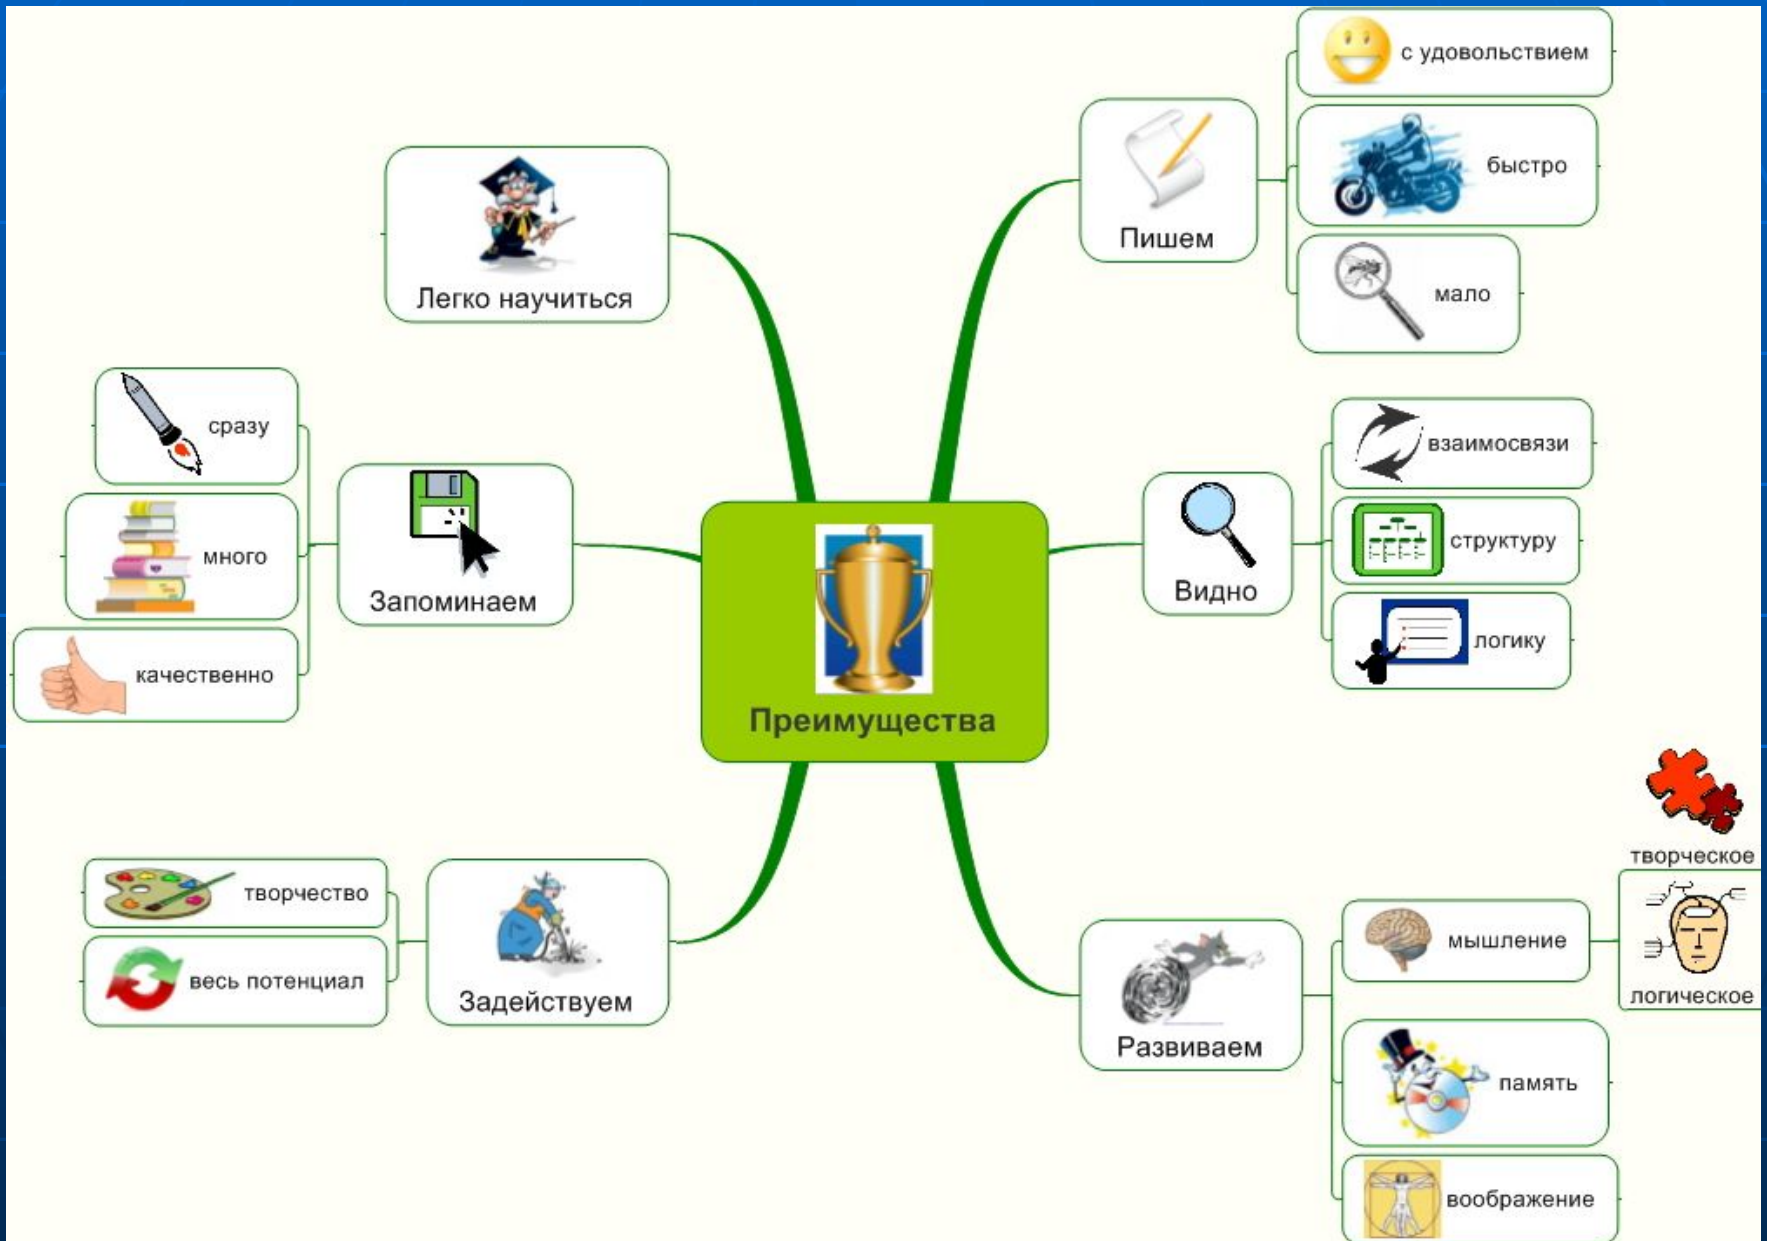 Преимущества
Пишем
с удовольствием
быстро
мало
Видно
взаимосвязи
структуру
логику
Развиваем
мышление
творческое
логическое
память
воображение
Задействуем
творчество
весь потенциал
Запоминаем
сразу
много
качественно
Легко научиться